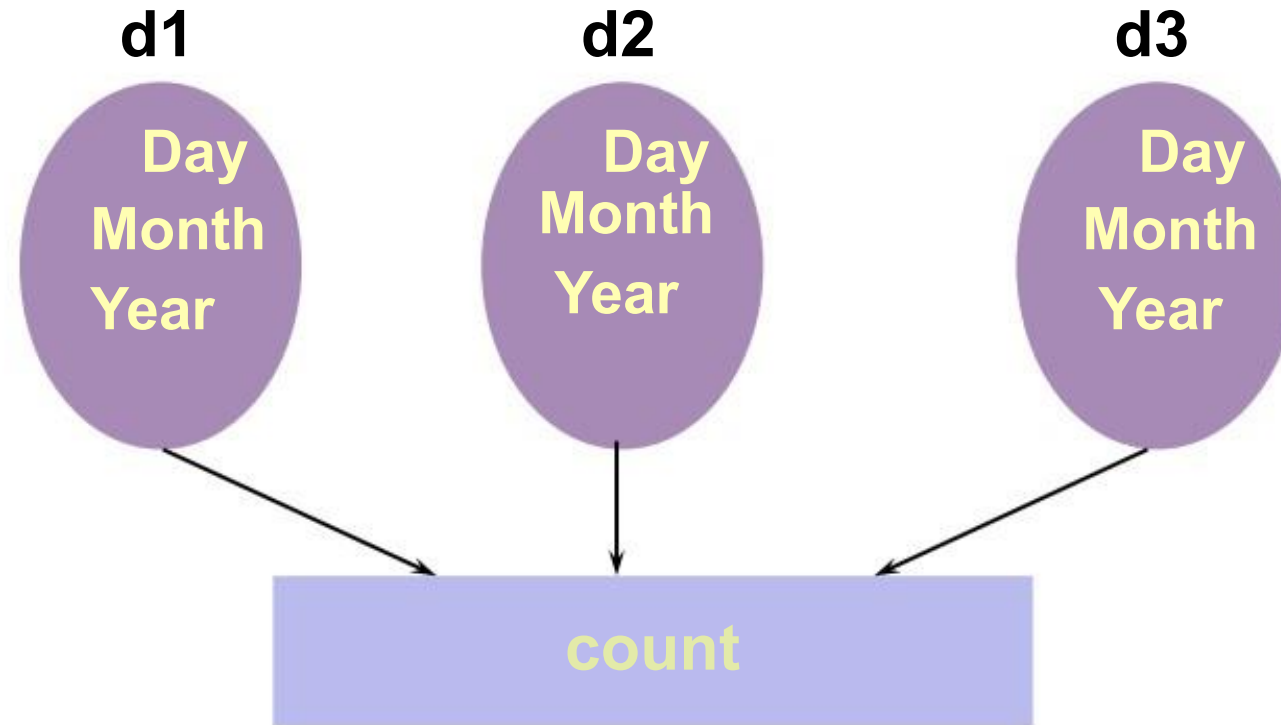 d1
Day
Month
Year
d2
Day
Month
Year
d3
Day
Month
Year
count